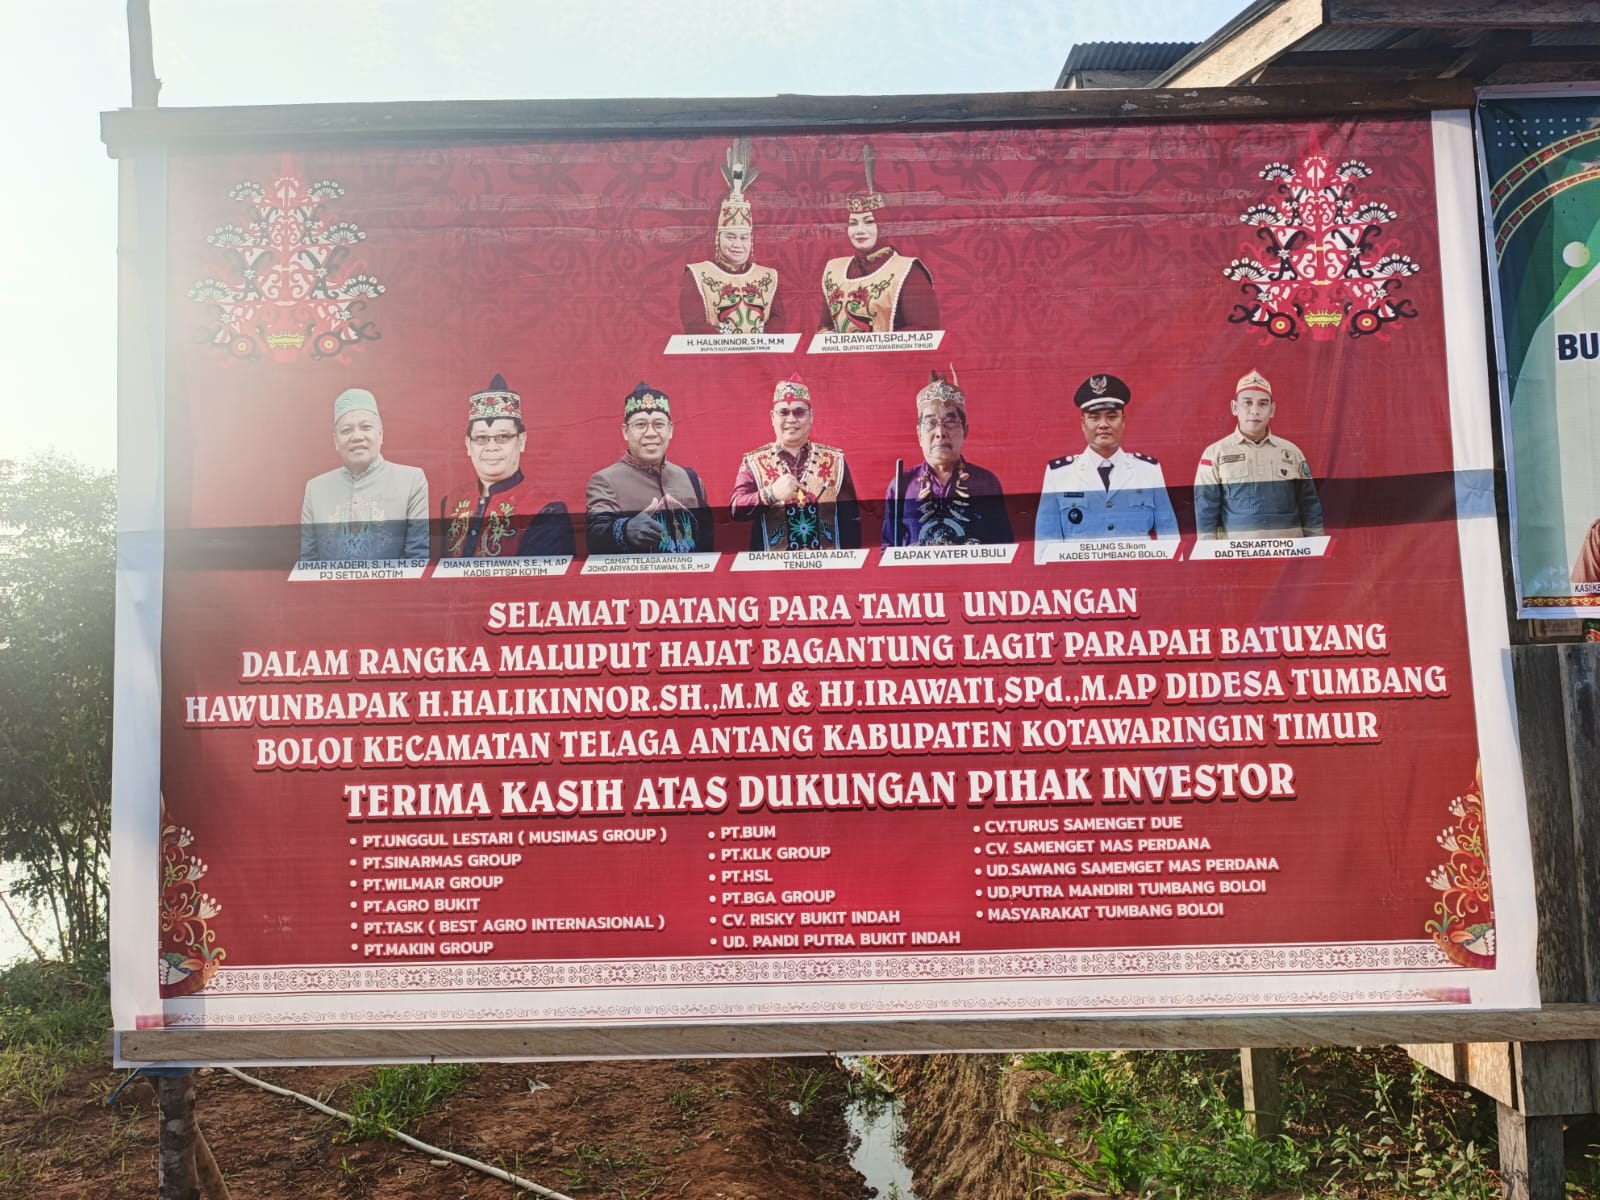 H. HALIKINNOR, S.H., M.M
BUPATI KOTAWARINGIN TIMUR
HJ.IRAWATI,SPd.,M.AP
WAKIL BUPATI KOTAWARINGIN TIMUR
UMAR KADERI, S. H., M. SC
PJ SETDA KOTIM
DIANA SETIAWAN, S.E., M. AP
KADIS PTSP KOTIM
CAMAT TELAGA ANTANG
JOKO ARIYADI SETIAWAN, S.P., M.P
DAMANG KELAPA ADAT,
TENUNG
BAPAK YATER U.BULI
SELUNG S.Ikom
KADES TUMBANG BOLOI,
SASKARTOMO
DAD TELAGA ANTANG
SELAMAT DATANG PARA TAMU UNDANGAN
DALAM RANGKA MALUPUT HAJAT BAGANTUNG LAGIT PARAPAH BATUYANG
HAWUNBAPAK H.HALIKINNOR.SH.,M.M & HJ.IRAWATI,SPd.,M.AP DIDESA TUMBANG
BOLOI KECAMATAN TELAGA ANTANG KABUPATEN KOTAWARINGIN TIMUR
TERIMA KASIH ATAS DUKUNGAN PIHAK INVESTOR
• PT.UNGGUL LESTARI ( MUSIMAS GROUP )
• PT.SINARMAS GROUP
• PT.WILMAR GROUP
• PT.AGRO BUKIT
• PT.TASK ( BEST AGRO INTERNASIONAL )
• PT.MAKIN GROUP
• PT.BUM
• PT.KLK GROUP
• PT.HSL
• PT.BGA GROUP
• CV. RISKY BUKIT INDAH
• UD. PANDI PUTRA BUKIT INDAH
• CV.TURUS SAMENGET DUE
• CV. SAMENGET MAS PERDANA
• UD.SAWANG SAMEMGET MAS PERDANA
• UD.PUTRA MANDIRI TUMBANG BOLOI
• MASYARAKAT TUMBANG BOLOI
BU
KASI KE